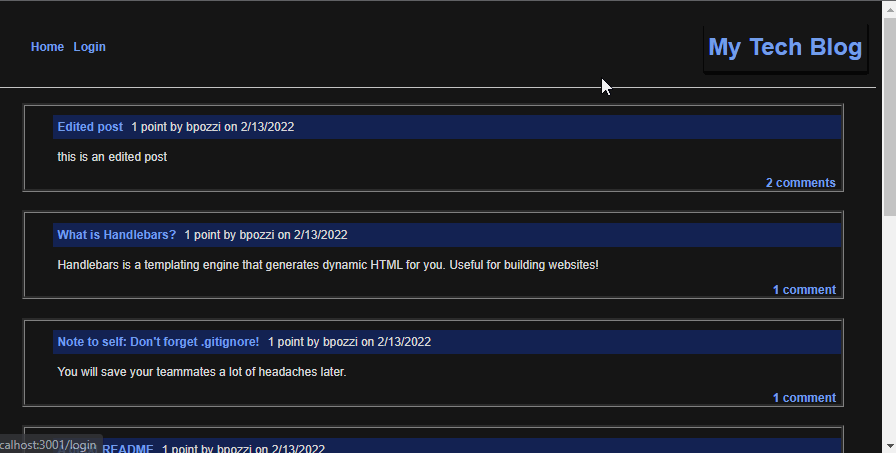 Home Login
My Tech Blog
Edited post 1 point by bpozzi on 2/13/2022
this is an edited post
2 comments
What is Handlebars? 1 point by bpozzi on 2/13/2022
Handlebars is a templating engine that generates dynamic HTML for you. Useful for building websites!
1 comment
Note to self: Don't forget .gitignore! 1 point by bpozzi on 2/13/2022
You will save your teammates a lot of headaches later.
1 comment
README 1 point by bpozzi on 2/13/2022
calhost:3001/login